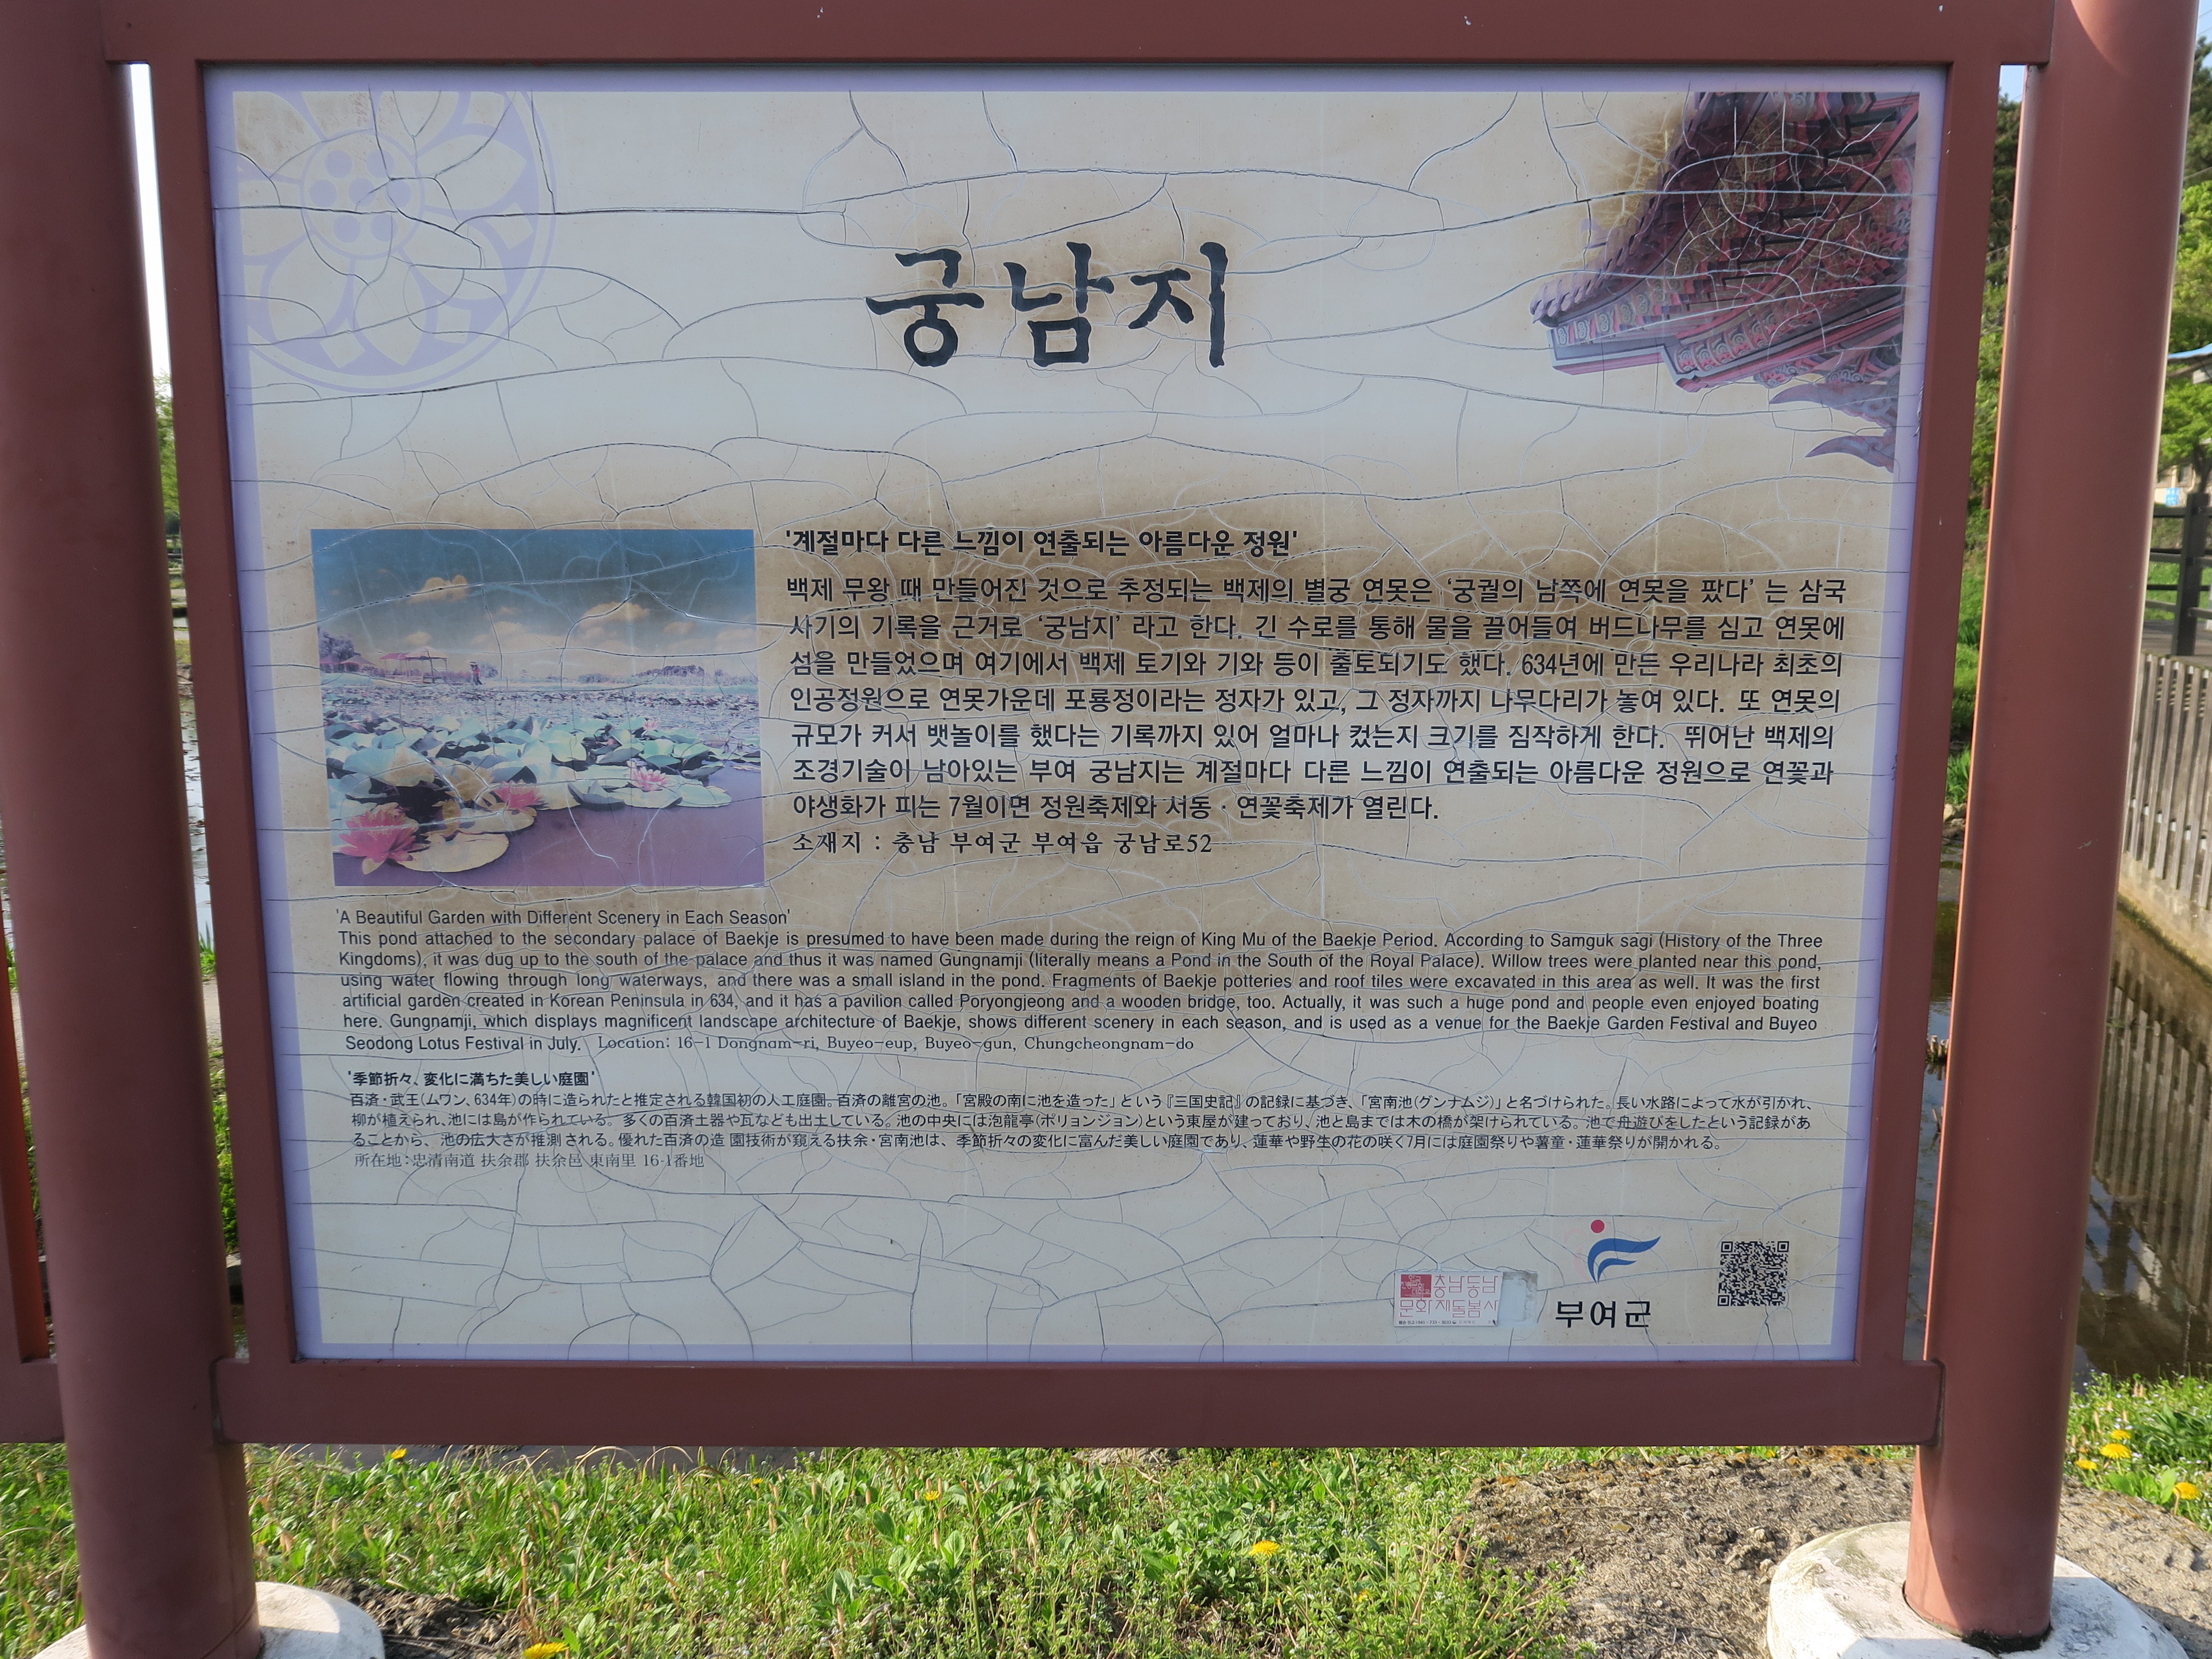 궁남지
'계절마다 다른 느낌이 연출되는 아름다운 정원'
백제 무왕 때 만들어진 것으로 추정되는 백제의 별궁 연못은 ‘궁궐의 남쪽에 연못을 팠다’ 는 삼국
사기의 기록을 근거로 ‘궁남지’ 라고 한다. 긴 수로를 통해 물을 끌어들여 버드나무를 심고 연못에
섬을 만들었으며 여기에서 백제 토기와 기와 등이 출토되기도 했다. 634년에 만든 우리나라 최초의
인공정원으로 연못가운데 포룡정이라는 정자가 있고, 그 정자까지 나무다리가 놓여 있다. 또 연못의
규모가 커서 뱃놀이를 했다는 기록까지 있어 얼마나 컸는지 크기를 짐작하게 한다. 뛰어난 백제의
조경기술이 남아있는 부여 궁남지는 계절마다 다른 느낌이 연출되는 아름다운 정원으로 연꽃과
야생화가 피는 7월이면 정원축제와 서동 · 연꽃축제가 열린다.
소재지 : 충남 부여군 부여읍 궁남로52
'A Beautiful Garden with Different Scenery in Each Season'
This pond attached to the secondary palace of Baekje is presumed to have been made during the reign of King Mu of the Baekje Period. According to Samguk sagi (History of the Three
Kingdoms), it was dug up to the south of the palace and thus it was named Gungnamji (literally means a Pond in the South of the Royal Palace). Willow trees were planted near this pond,
using water flowing through long waterways, and there was a small island in the pond. Fragments of Baekje potteries and roof tiles were excavated in this area as well. It was the first
artificial garden created in Korean Peninsula in 634, and it has a pavilion called Poryongjeong and a wooden bridge, too. Actually, it was such a huge pond and people even enjoyed boating
here. Gungnamji, which displays magnificent landscape architecture of Baekje, shows different scenery in each season, and is used as a venue for the Baekje Garden Festival and Buyeo
Seodong Lotus Festival in July. Location: 16-1 Dongnam-ri, Buyeo-eup, Buyeo-gun, Chungcheongnam-do
'季節折々、変化に満ちた美しい庭園'
百済・武王(ムワン、634年)の時に造られたと推定される韓国初の人工庭園。百済の離宮の池。「宮殿の南に池を造った」という『三国史記』の記録に基づき、「宮南池(グンナムジ)」と名づけられた。長い水路によって水が引かれ、
柳が植えられ、池には島が作られている。多くの百済土器や瓦なども出土している。池の中央には泡龍亭(ポリョンジョン)という東屋が建っており、池と島までは木の橋が架けられている。池で舟遊びをしたという記録があ
ることから、池の広大さが推測される。優れた百済の造園技術が窺える扶余・宮南池は、季節折々の変化に富んだ美しい庭園であり、蓮華や野生の花の咲く7月には庭園祭りや薯童・蓮華祭りが開かれる。
所在地:忠清南道 扶余郡 扶余邑 東南里 16-1番地
충남동남
문화재돌봄사
부여군